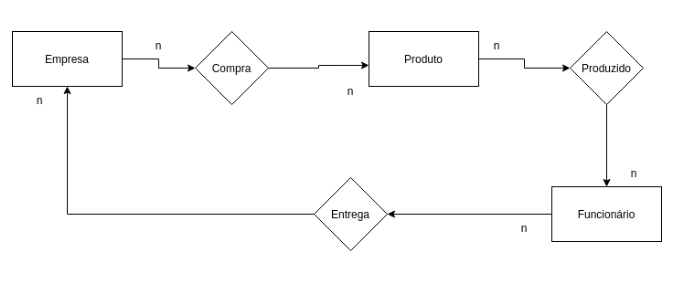 Empresa
n
Compra
n
Produto
n
Produzido
n
Funcionário
n
Entrega
n